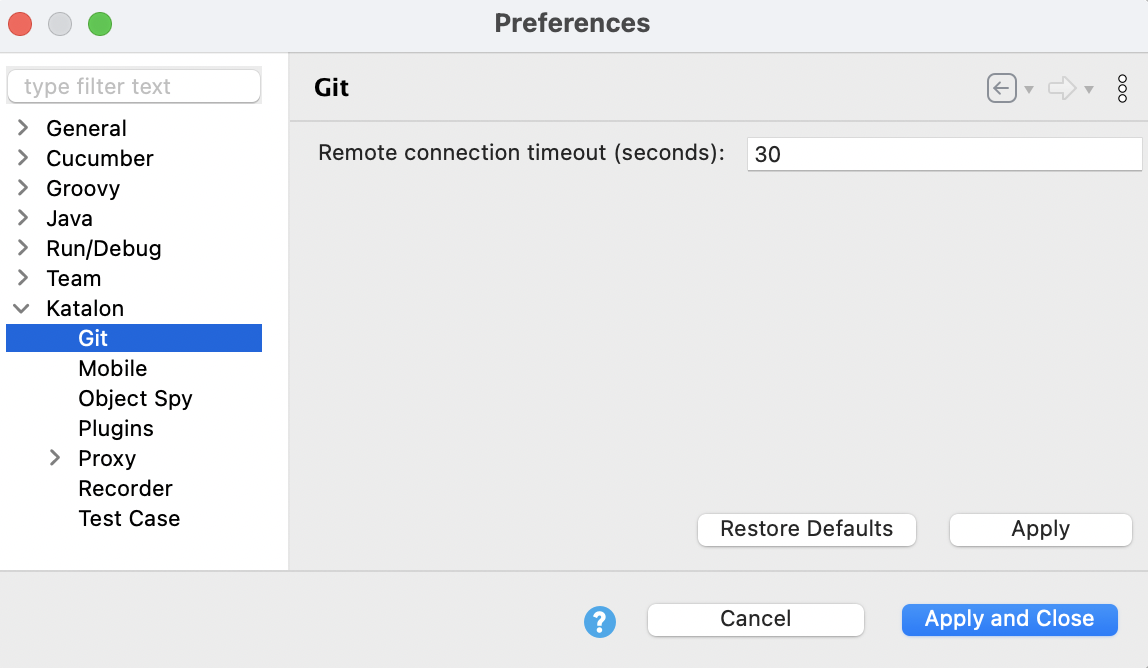 Preferences
type filter text
General
Cucumber
Groovy
Java
Run/Debug
Team
Katalon
Git
Mobile
Object Spy
Plugins
Proxy
Recorder
Test Case
Git
Remote connection timeout (seconds): 30
Restore Defaults Apply
? Cancel Apply and Close